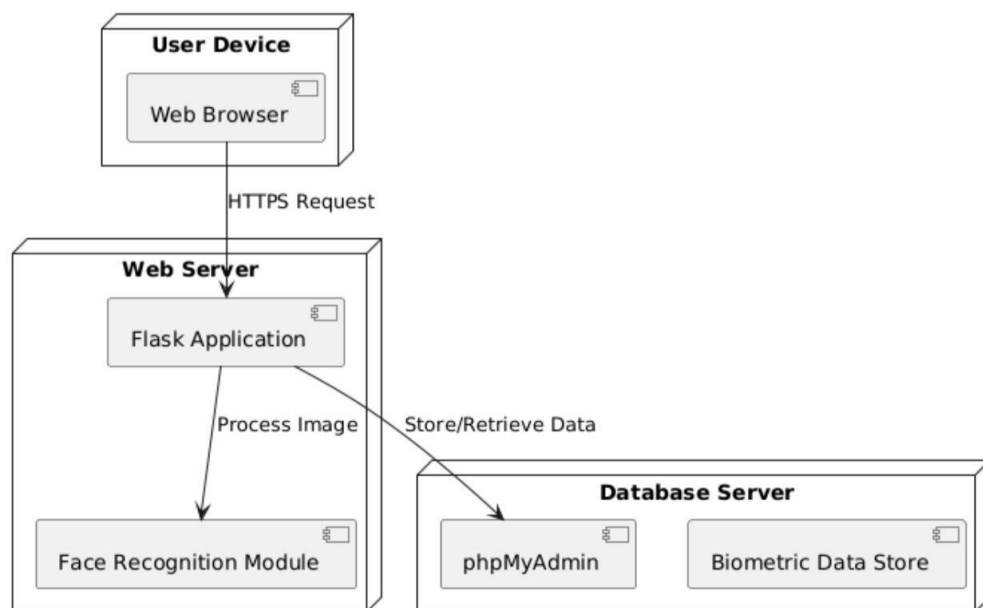 User Device
Web Browser
HTTPS Request
Web Server
Flask Application
Process Image
Store/Retrieve Data
Database Server
Face Recognition Module
phpMyAdmin
Biometric Data Store